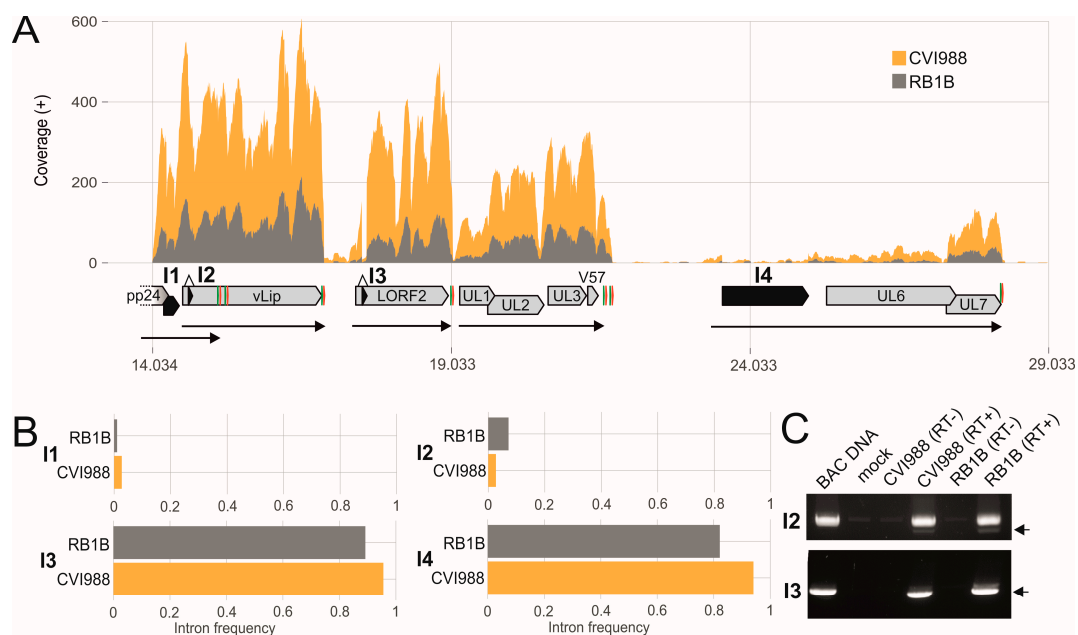 A
600
400
200
0
Coverage (+)
CVI988
RB1B
I1
I2
I3
V57
I4
pp24
vLip
LORF2
UL1
UL2
UL3
UL6
UL7
14.034
19.033
24.033
29.033
B
I1
RB1B
CVI988
0 0.2 0.4 0.6 0.8 1
I2
RB1B
CVI988
0 0.2 0.4 0.6 0.8 1
I3
RB1B
CVI988
0 0.2 0.4 0.6 0.8 1
Intron frequency
I4
RB1B
CVI988
0 0.2 0.4 0.6 0.8 1
Intron frequency
C
BAC DNA
mock
CVI988 (RT-)
CVI988 (RT+)
RB1B (RT-)
RB1B (RT+)
I2
I3